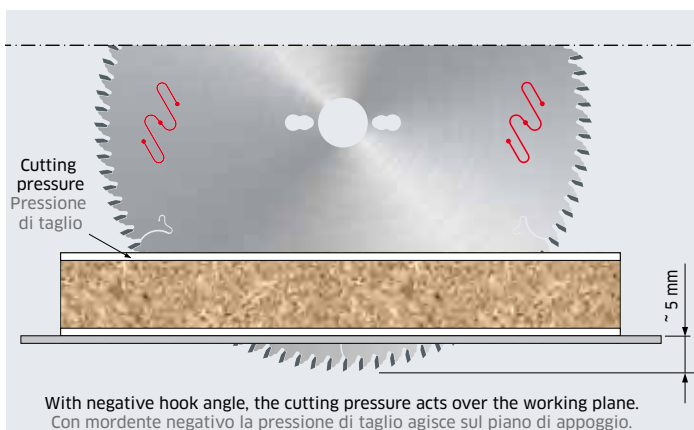 Cutting
pressure
Pressione
di taglio
~ 5 mm
With negative hook angle, the cutting pressure acts over the working plane.
Con mordente negativo la pressione di taglio agisce sul piano di appoggio.